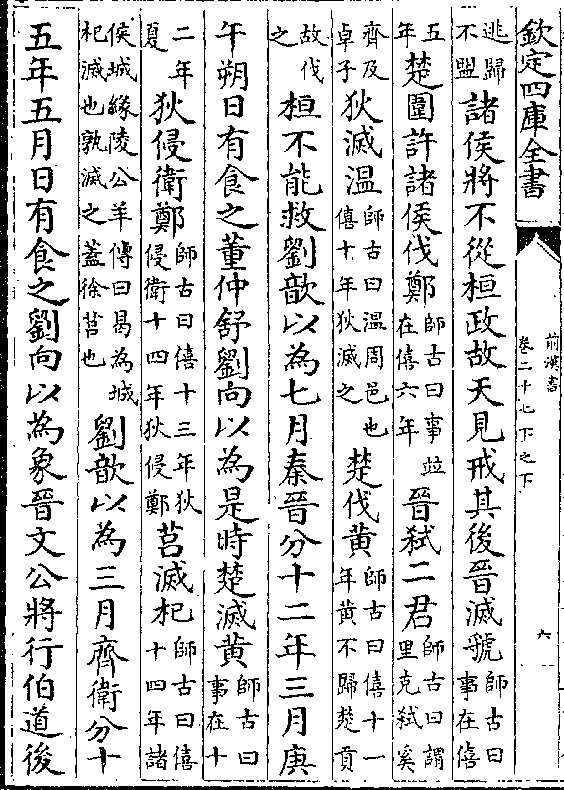 欽定四庫全書
前漢書
卷二十七下之下
六
逃歸不盟諸侯將不從桓政故天見戒其後晉滅虢師古曰事在僖
五年楚圍許諸侯伐鄭師古曰事竝在僖六年晉弑二君師古曰謂里克弑奚
齊及卓子狄滅溫師古曰溫周邑也僖十年狄滅之楚伐黄師古曰僖十一年黄不歸楚貢
故伐之桓不能救劉歆以為七月秦晉分十二年三月庚
午朔日有食之董仲舒劉向以為是時楚滅黄師古曰事在十
二年夏狄侵衛鄭師古曰僖十三年狄侵衛十四年狄侵鄭莒滅杞師古曰僖十四年諸
侯城緣陵公羊傳曰曷為城杞滅也孰滅之蓋徐莒也劉歆以為三月齊衛分十
五年五月日有食之劉向以為象晉文公將行伯道後